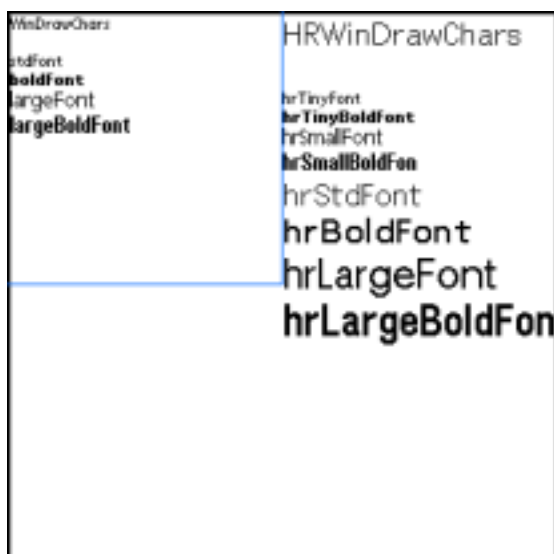 WinDrawChars
stdFont
boldFont
largeFont
largeBoldFont
HRWinDrawChars
hrTinyFont
hrTinyBoldFont
hrSmallFont
hrSmallBoldFon
hrStdFont
hrBoldFont
hrLargeFont
hrLargeBoldFon